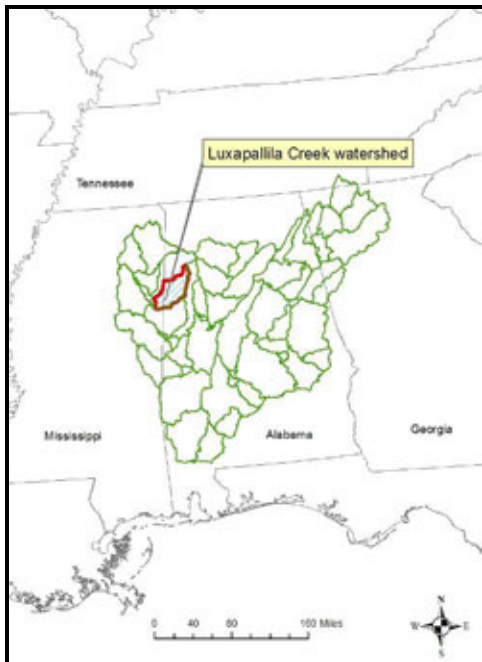 Luxapallila Creek watershed
Tennessee
Mississippi
Alabama
Georgia
N
W E
S
0 40 80 160 Miles